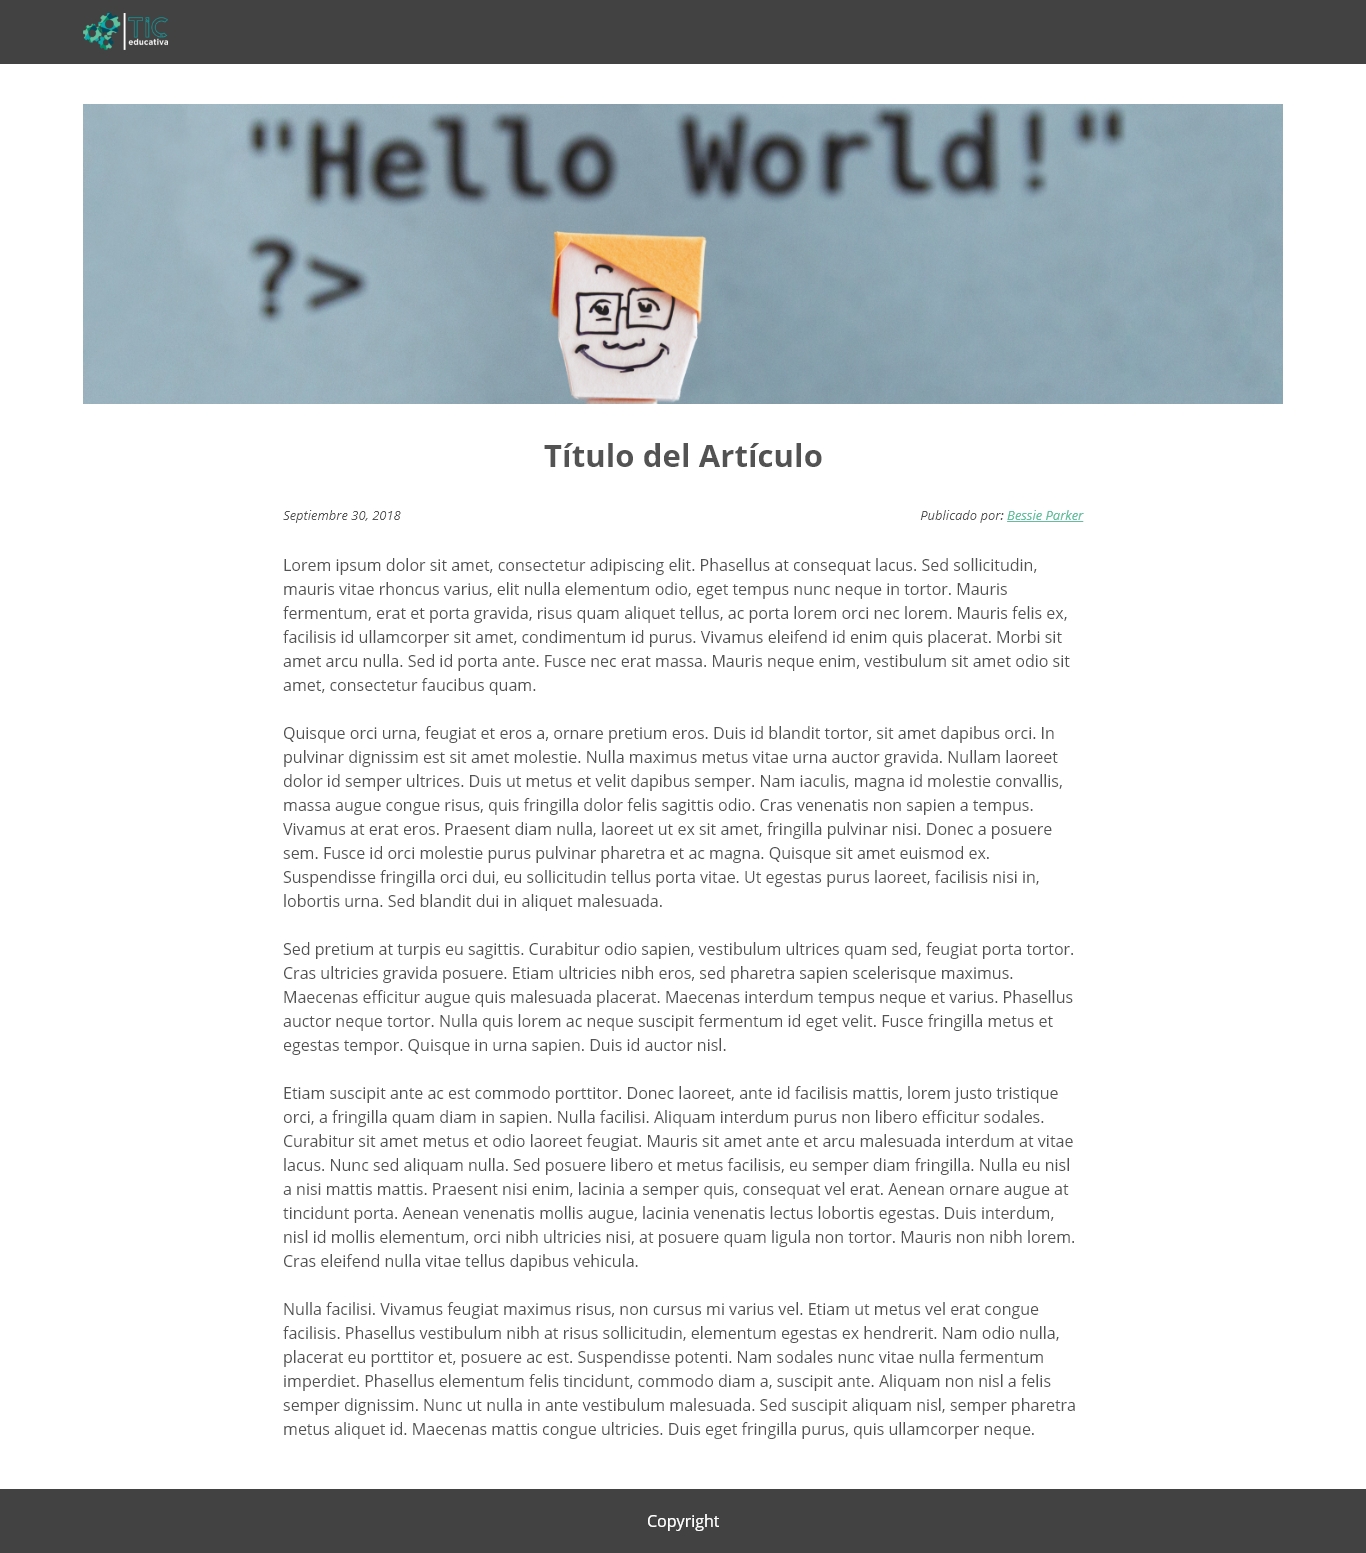 TiC
educativa
"Hello World!"
?>
Título del Artículo
Septiembre 30, 2018
Publicado por: Bessie Parker
Lorem ipsum dolor sit amet, consectetur adipiscing elit. Phasellus at consequat lacus. Sed sollicitudin,
mauris vitae rhoncus varius, elit nulla elementum odio, eget tempus nunc neque in tortor. Mauris
fermentum, erat et porta gravida, risus quam aliquet tellus, ac porta lorem orci nec lorem. Mauris felis ex,
facilisis id ullamcorper sit amet, condimentum id purus. Vivamus eleifend id enim quis placerat. Morbi sit
amet arcu nulla. Sed id porta ante. Fusce nec erat massa. Mauris neque enim, vestibulum sit amet odio sit
amet, consectetur faucibus quam.
Quisque orci urna, feugiat et eros a, ornare pretium eros. Duis id blandit tortor, sit amet dapibus orci. In
pulvinar dignissim est sit amet molestie. Nulla maximus metus vitae urna auctor gravida. Nullam laoreet
dolor id semper ultrices. Duis ut metus et velit dapibus semper. Nam iaculis, magna id molestie convallis,
massa augue congue risus, quis fringilla dolor felis sagittis odio. Cras venenatis non sapien a tempus.
Vivamus at erat eros. Praesent diam nulla, laoreet ut ex sit amet, fringilla pulvinar nisi. Donec a posuere
sem. Fusce id orci molestie purus pulvinar pharetra et ac magna. Quisque sit amet euismod ex.
Suspendisse fringilla orci dui, eu sollicitudin tellus porta vitae. Ut egestas purus laoreet, facilisis nisi in,
lobortis urna. Sed blandit dui in aliquet malesuada.
Sed pretium at turpis eu sagittis. Curabitur odio sapien, vestibulum ultrices quam sed, feugiat porta tortor.
Cras ultricies gravida posuere. Etiam ultricies nibh eros, sed pharetra sapien scelerisque maximus.
Maecenas efficitur augue quis malesuada placerat. Maecenas interdum tempus neque et varius. Phasellus
auctor neque tortor. Nulla quis lorem ac neque suscipit fermentum id eget velit. Fusce fringilla metus et
egestas tempor. Quisque in urna sapien. Duis id auctor nisl.
Etiam suscipit ante ac est commodo porttitor. Donec laoreet, ante id facilisis mattis, lorem justo tristique
orci, a fringilla quam diam in sapien. Nulla facilisi. Aliquam interdum purus non libero efficitur sodales.
Curabitur sit amet metus et odio laoreet feugiat. Mauris sit amet ante et arcu malesuada interdum at vitae
lacus. Nunc sed aliquam nulla. Sed posuere libero et metus facilisis, eu semper diam fringilla. Nulla eu nisl
a nisi mattis mattis. Praesent nisi enim, lacinia a semper quis, consequat vel erat. Aenean ornare augue at
tincidunt porta. Aenean venenatis mollis augue, lacinia venenatis lectus lobortis egestas. Duis interdum,
nisl id mollis elementum, orci nibh ultricies nisi, at posuere quam ligula non tortor. Mauris non nibh lorem.
Cras eleifend nulla vitae tellus dapibus vehicula.
Nulla facilisi. Vivamus feugiat maximus risus, non cursus mi varius vel. Etiam ut metus vel erat congue
facilisis. Phasellus vestibulum nibh at risus sollicitudin, elementum egestas ex hendrerit. Nam odio nulla,
placerat eu porttitor et, posuere ac est. Suspendisse potenti. Nam sodales nunc vitae nulla fermentum
imperdiet. Phasellus elementum felis tincidunt, commodo diam a, suscipit ante. Aliquam non nisl a felis
semper dignissim. Nunc ut nulla in ante vestibulum malesuada. Sed suscipit aliquam nisl, semper pharetra
metus aliquet id. Maecenas mattis congue ultricies. Duis eget fringilla purus, quis ullamcorper neque.
Copyright